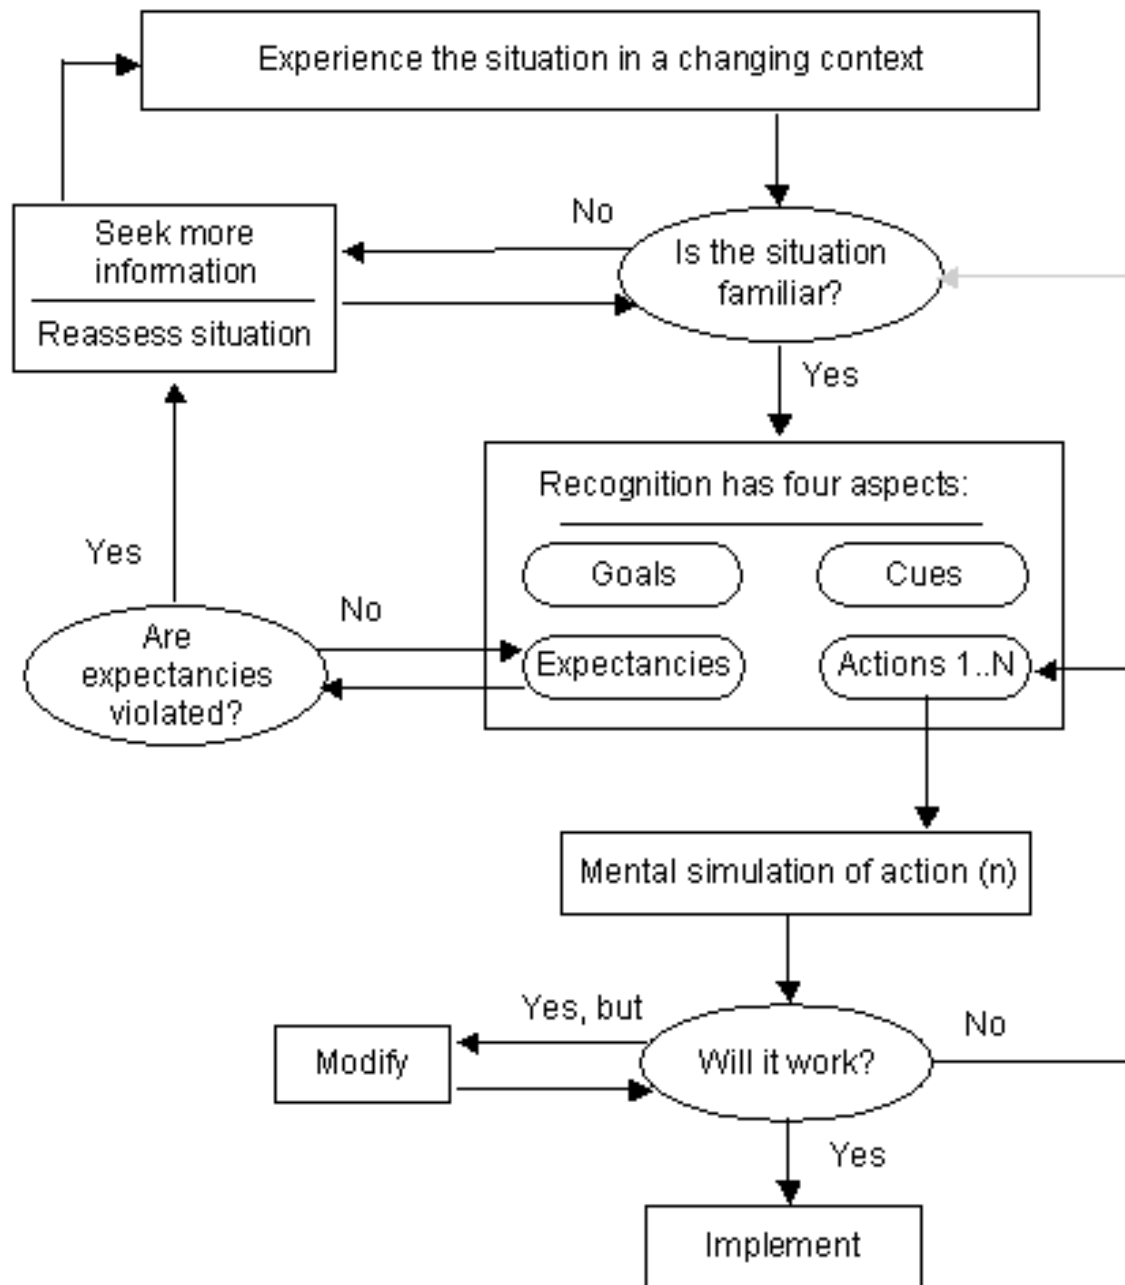 Experience the situation in a changing context
No
Seek more
information
Reassess situation
Is the situation
familiar?
Yes
Recognition has four aspects:
Goals
Cues
Yes
No
Are
expectancies
violated?
Expectancies
Actions 1..N
Mental simulation of action (n)
Yes, but
No
Modify
Will it work?
Yes
Implement